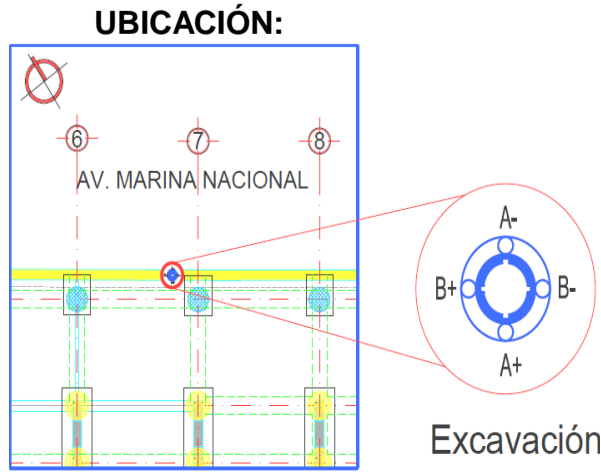 UBICACIÓN:
6 7 8
AV. MARINA NACIONAL
A-
B+ B-
A+
Excavación